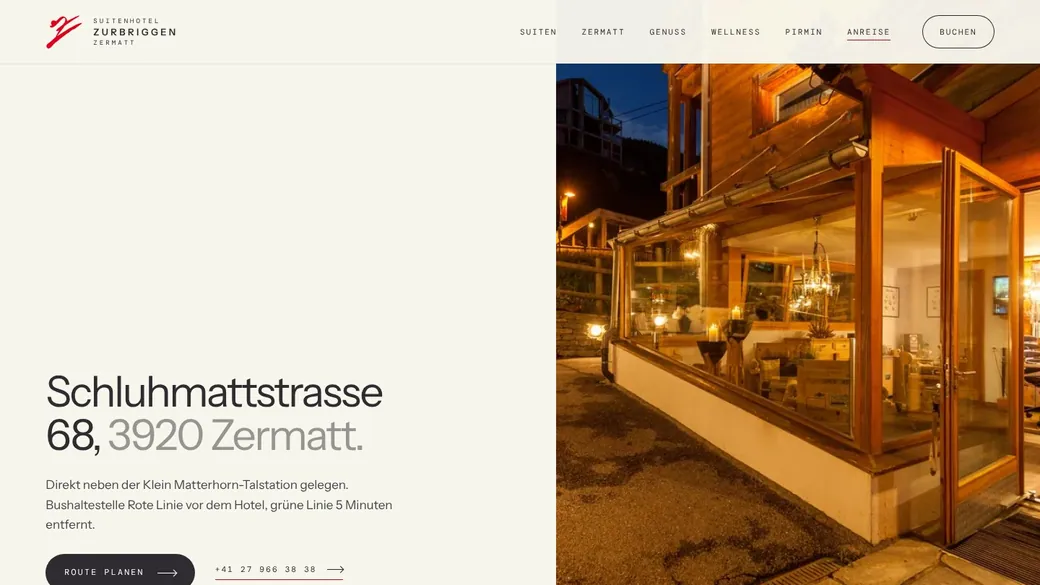 SUITENHOTEL
ZURBRIGGEN
ZERMATT
SUITEN
ZERMATT
GENUSS
WELLNESS
PIRMIN
ANREISE
BUCHEN
Schluhmattstrasse
68, 3920 Zermatt.
Direkt neben der Klein Matterhorn-Talstation gelegen.
Bushaltestelle Rote Linie vor dem Hotel, grüne Linie 5 Minuten
entfernt.
ROUTE PLANEN
+41 27 966 38 38